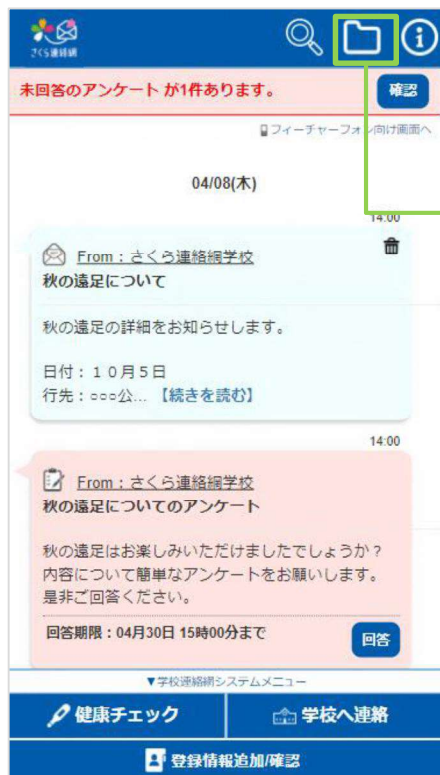 さくら連絡網
未回答のアンケート が1件あります。
確認
フィーチャーフォン向け画面へ
04/08(木)
14:00
From：さくら連絡網学校
秋の遠足について
秋の遠足の詳細をお知らせします。
日付：１０月５日
行先：○○○公... 【続きを読む】
14:00
From：さくら連絡網学校
秋の遠足についてのアンケート
秋の遠足はお楽しみいただけましたでしょうか？
内容について簡単なアンケートをお願いします。
是非ご回答ください。
回答期限：04月30日 15時00分まで
回答
▼学校連絡網システムメニュー
健康チェック
学校へ連絡
登録情報追加/確認